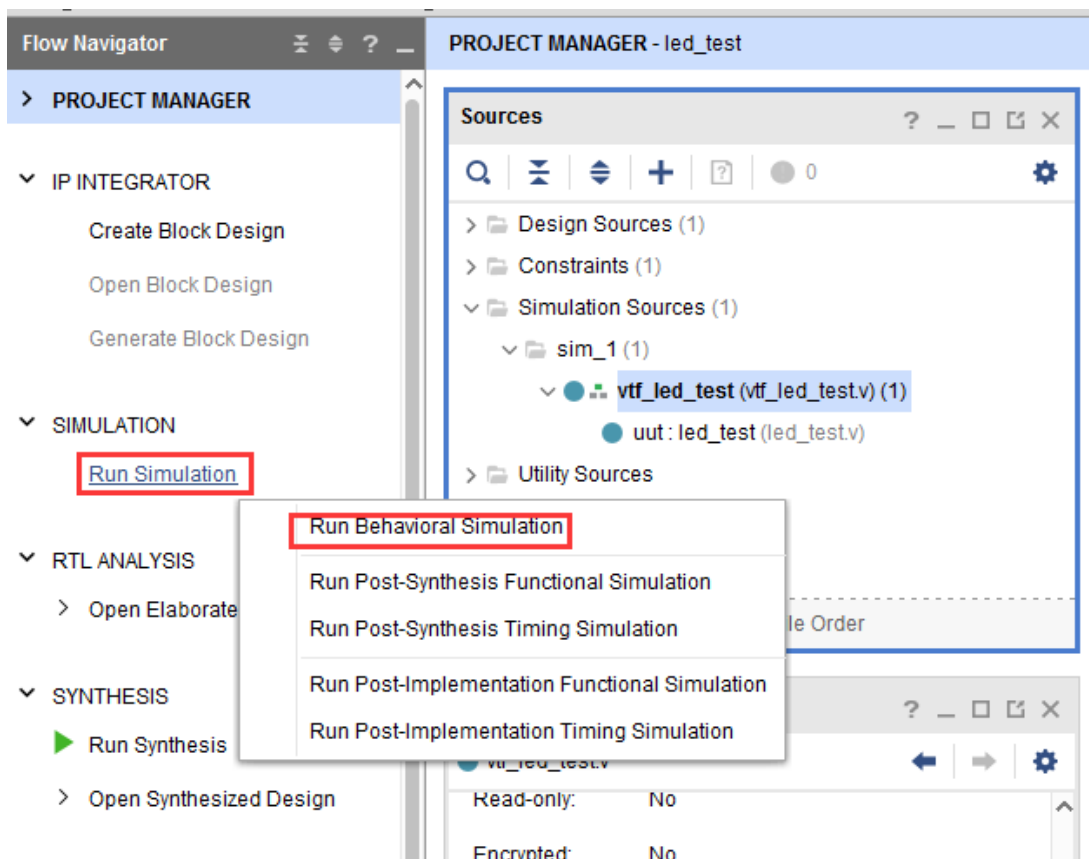 Flow Navigator
PROJECT MANAGER
IP INTEGRATOR
Create Block Design
Open Block Design
Generate Block Design
SIMULATION
Run Simulation
RTL ANALYSIS
Open Elaborate
SYNTHESIS
Run Synthesis
Open Synthesized Design
PROJECT MANAGER - led_test
Sources
0
Design Sources (1)
Constraints (1)
Simulation Sources (1)
sim_1 (1)
vtf_led_test (vtf_led_test.v) (1)
uut : led_test (led_test.v)
Utility Sources
Run Behavioral Simulation
Run Post-Synthesis Functional Simulation
Run Post-Synthesis Timing Simulation
Run Post-Implementation Functional Simulation
Run Post-Implementation Timing Simulation
le Order
vtf_led_test.v
Read-only: No
Encrypted: No